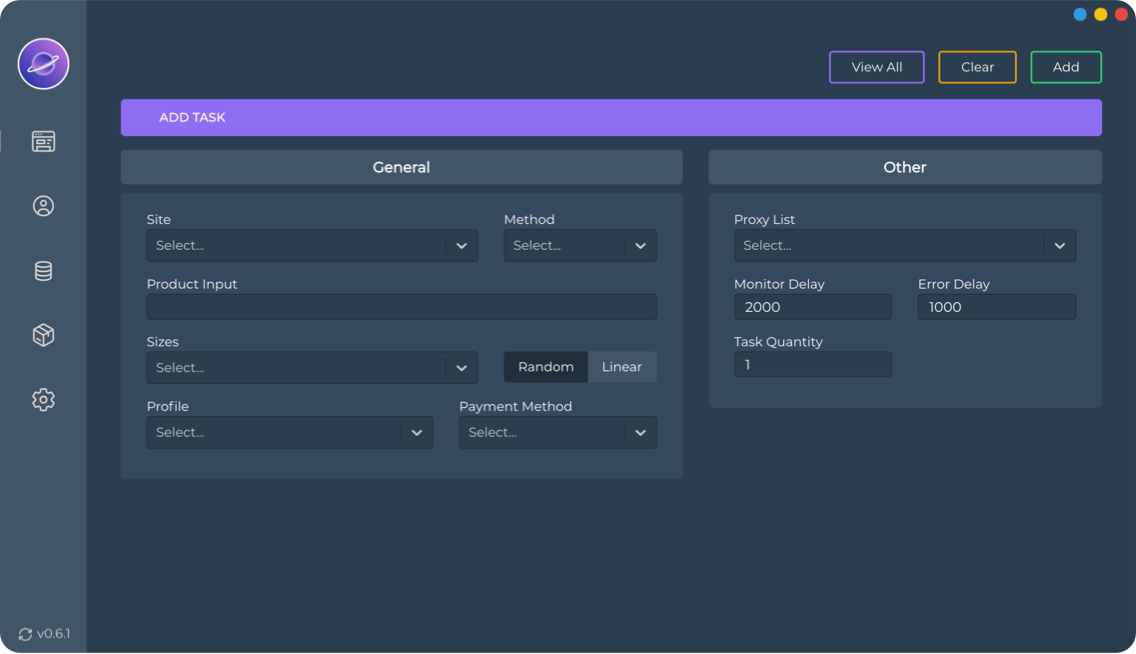 View All
Clear
Add
ADD TASK
General
Other
Site
Method
Select...
Select...
Product Input
Sizes
Select...
Random
Linear
Profile
Payment Method
Select...
Select...
Proxy List
Select...
Monitor Delay
Error Delay
2000
1000
Task Quantity
1
v0.6.1